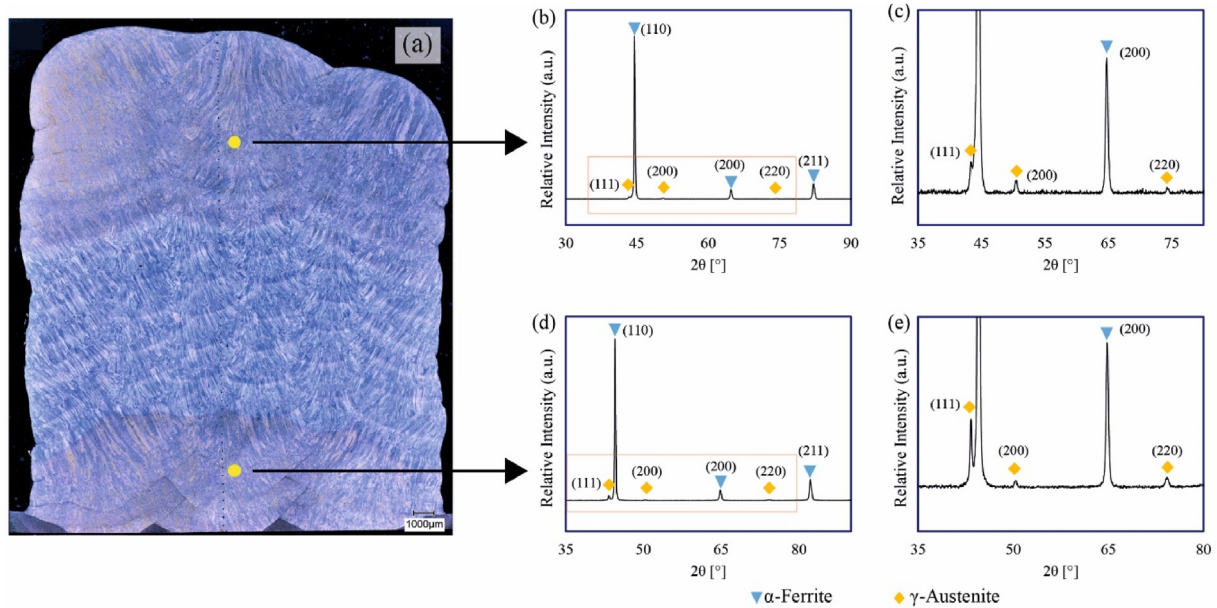 (a)
1000μm
(b)
Relative Intensity (a.u.)
(110)
(111)
(200)
(200)
(220)
(211)
30 45 60 75 90
2θ [°]
(c)
Relative Intensity (a.u.)
(111)
(200)
(200)
(220)
35 45 55 65 75
2θ [°]
(d)
Relative Intensity (a.u.)
(110)
(111)
(200)
(200)
(220)
(211)
35 50 65 80
2θ [°]
(e)
Relative Intensity (a.u.)
(111)
(200)
(200)
(220)
35 50 65 80
2θ [°]
α-Ferrite
γ-Austenite